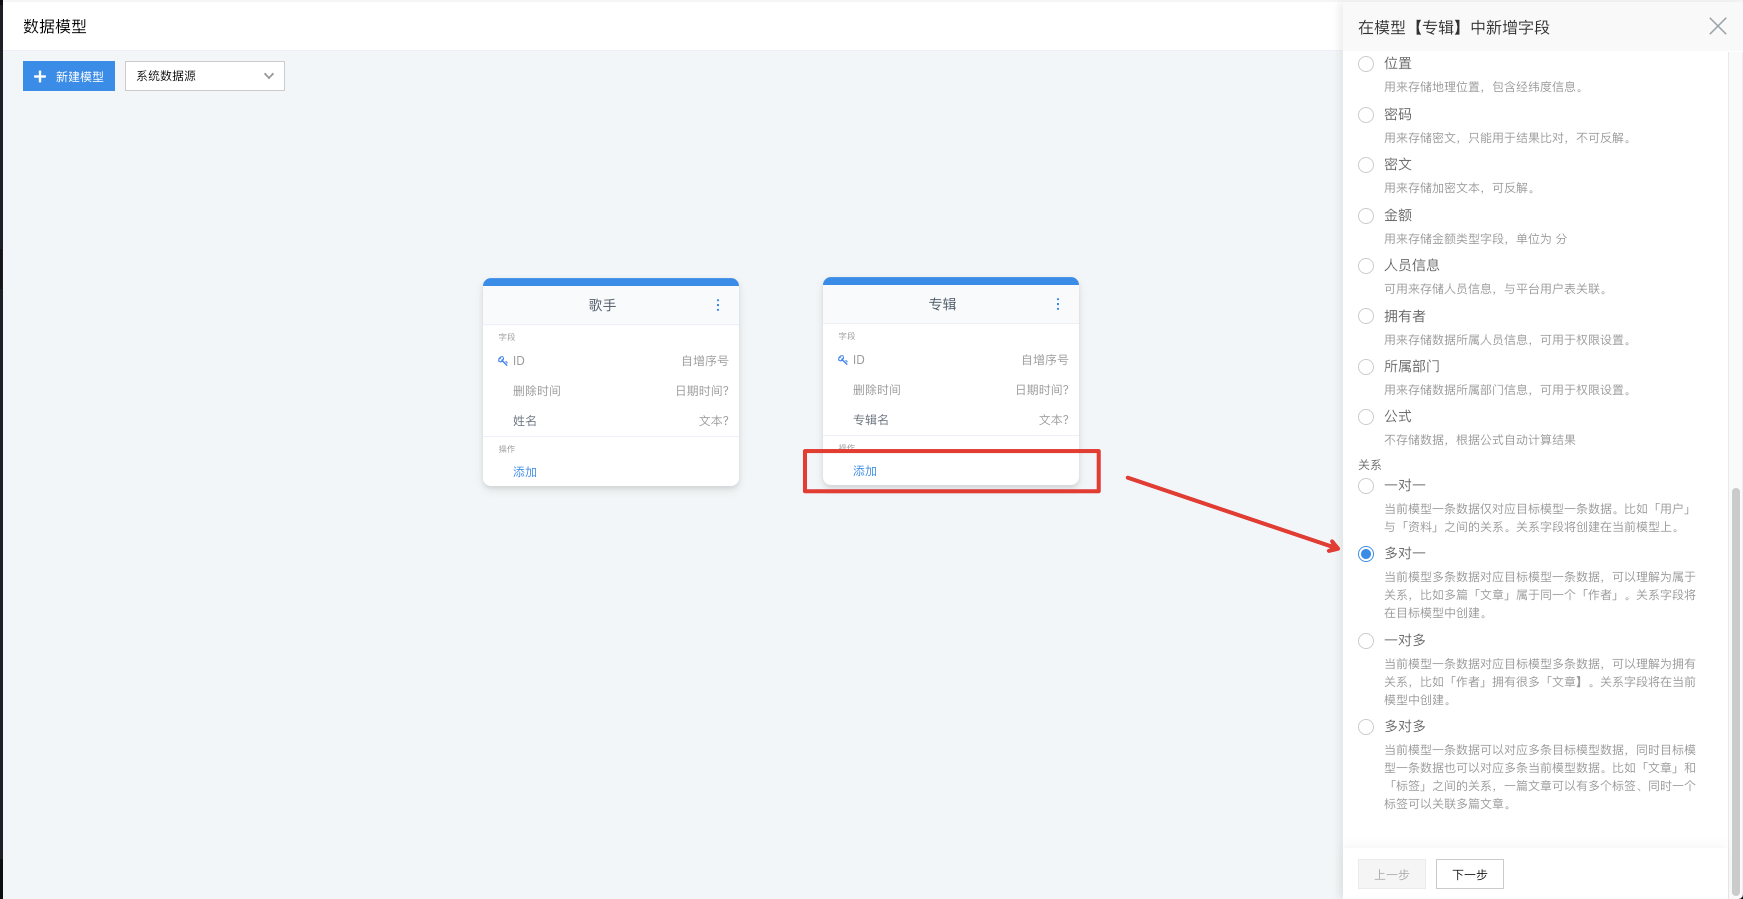 数据模型
新建模型
系统数据源
歌手
字段
ID 自增序号
删除时间 日期时间?
姓名 文本?
操作
添加
专辑
字段
ID 自增序号
删除时间 日期时间?
专辑名 文本?
操作
添加
在模型【专辑】中新增字段
位置
用来存储地理位置，包含经纬度信息。
密码
用来存储密文，只能用于结果比对，不可反解。
密文
用来存储加密文本，可反解。
金额
用来存储金额类型字段，单位为 分
人员信息
可用来存储人员信息，与平台用户表关联。
拥有者
用来存储数据所属人员信息，可用于权限设置。
所属部门
用来存储数据所属部门信息，可用于权限设置。
公式
不存储数据，根据公式自动计算结果
关系
一对一
当前模型一条数据仅对应目标模型一条数据。比如「用户」
与「资料」之间的关系。关系字段将创建在当前模型上。
多对一
当前模型多条数据对应目标模型一条数据，可以理解为属于
关系，比如多篇「文章」属于同一个「作者」。关系字段将
在目标模型中创建。
一对多
当前模型一条数据对应目标模型多条数据，可以理解为拥有
关系，比如「作者」拥有很多「文章】。关系字段将在当前
模型中创建。
多对多
当前模型一条数据可以对应多条目标模型数据，同时目标模
型一条数据也可以对应多条当前模型数据。比如「文章」和
「标签」之间的关系，一篇文章可以有多个标签、同时一个
标签可以关联多篇文章。
上一步
下一步